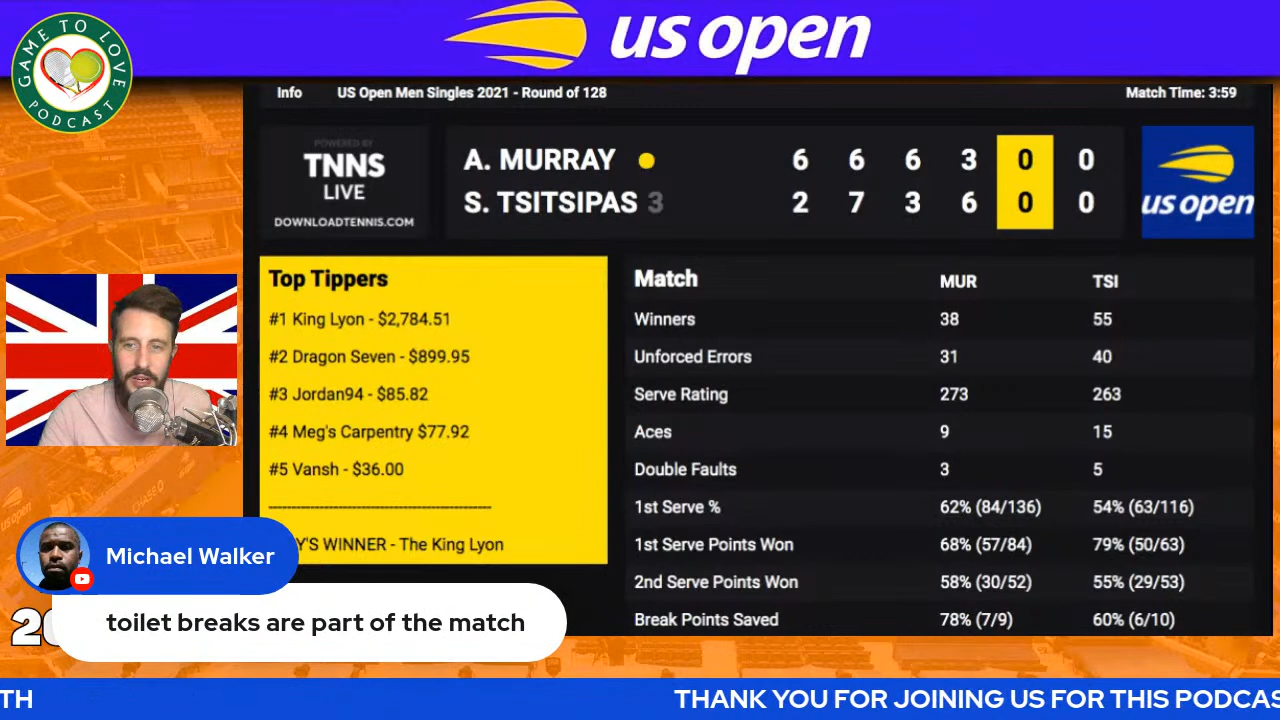 GAME TO LOVE PODCAST
us open
Info US Open Men Singles 2021 - Round of 128 Match Time: 3:59
POWERED BY
TNNS
LIVE
DOWNLOADTENNIS.COM
A. MURRAY 6 6 6 3 0 0
S. TSITSIPAS 3 2 7 3 6 0 0
us open
Top Tippers
#1 King Lyon - $2,784.51
#2 Dragon Seven - $899.95
#3 Jordan94 - $85.82
#4 Meg's Carpentry $77.92
#5 Vansh - $36.00
Y'S WINNER - The King Lyon
Match MUR TSI
Winners 38 55
Unforced Errors 31 40
Serve Rating 273 263
Aces 9 15
Double Faults 3 5
1st Serve % 62% (84/136) 54% (63/116)
1st Serve Points Won 68% (57/84) 79% (50/63)
2nd Serve Points Won 58% (30/52) 55% (29/53)
Break Points Saved 78% (7/9) 60% (6/10)
us open
CHASE
Michael Walker
toilet breaks are part of the match
TH THANK YOU FOR JOINING US FOR THIS PODCAS